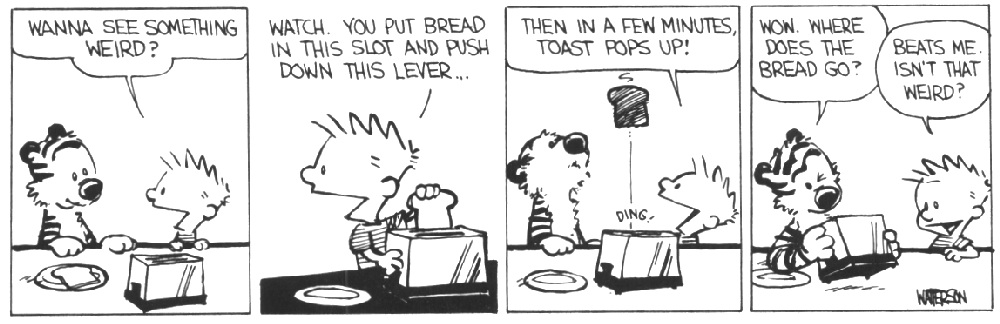 WANNA SEE SOMETHING
WEIRD?
WATCH. YOU PUT BREAD
IN THIS SLOT AND PUSH
DOWN THIS LEVER...
THEN IN A FEW MINUTES,
TOAST POPS UP!
DING.
WOW. WHERE
DOES THE
BREAD GO?
BEATS ME.
ISN'T THAT
WEIRD?
WATTERSON